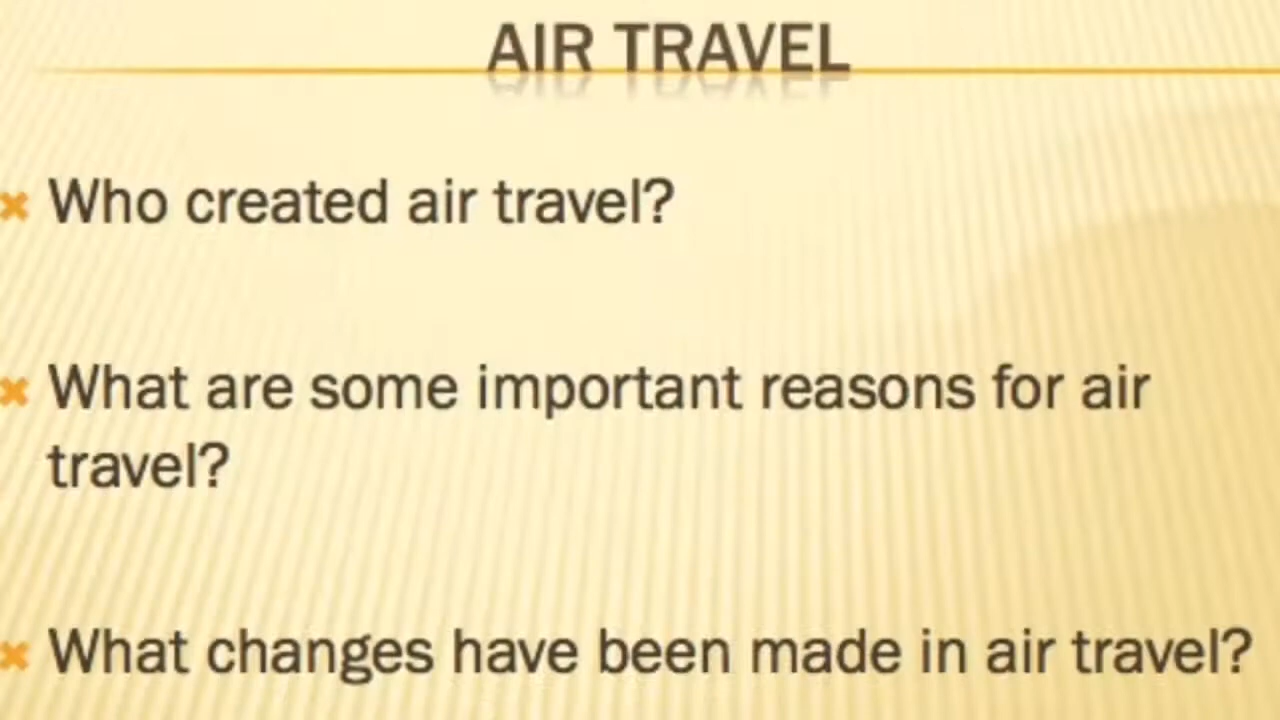 AIR TRAVEL
Who created air travel?
What are some important reasons for air
travel?
What changes have been made in air travel?